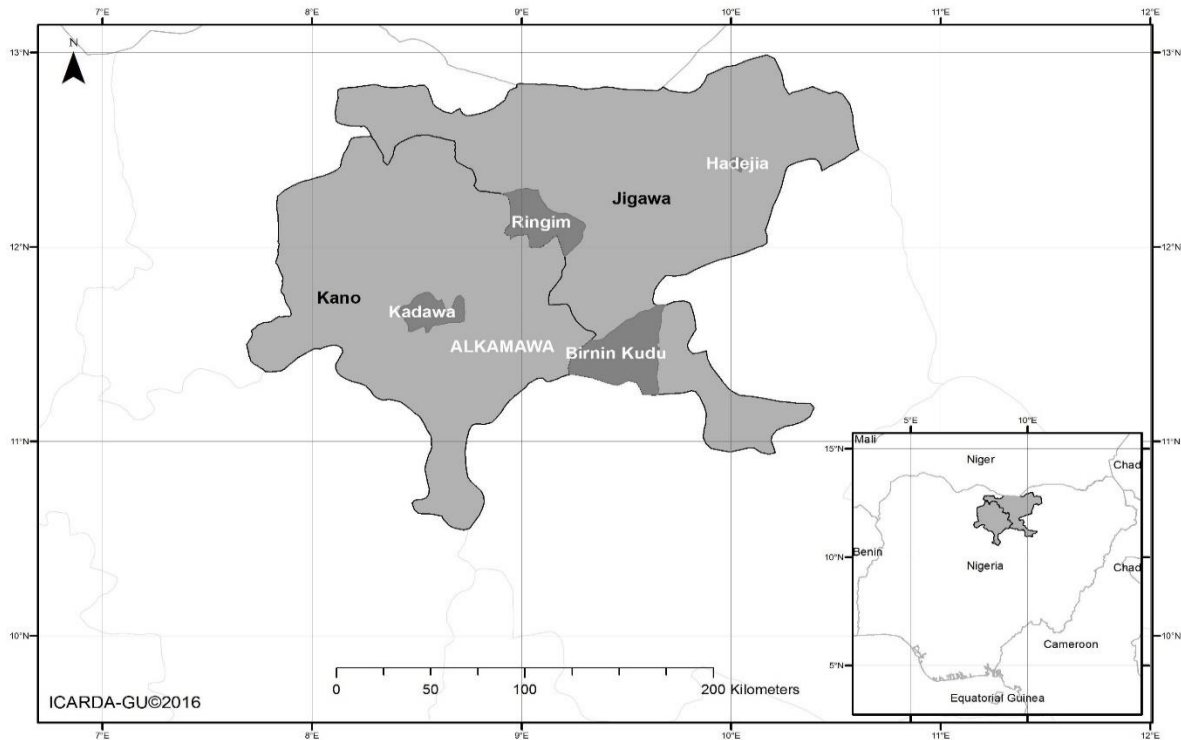 7°E 8°E 9°E 10°E 11°E 12°E
N
13°N 13°N
Hadejia
Jigawa
Ringim
12°N 12°N
Kano
Kadawa
ALKAMAWA
Birnin Kudu
11°N 11°N
5°E 10°E
Mali
15°N
Niger
Chad
Benin
10°N
Nigeria
Chad
Cameroon
5°N
Equatorial Guinea
10°N 10°N
0 50 100 200 Kilometers
ICARDA-GU©2016
7°E 8°E 9°E 10°E 11°E 12°E